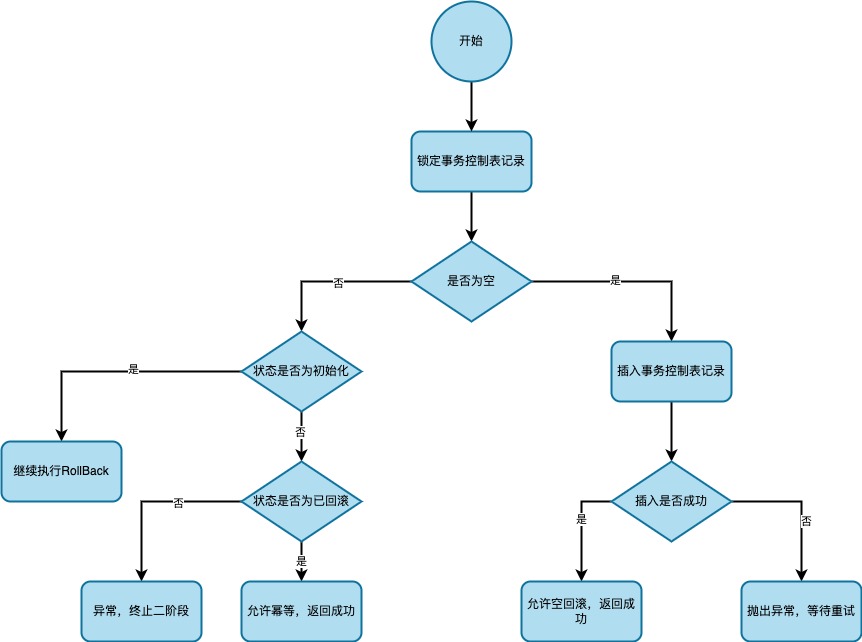 开始
锁定事务控制表记录
是否为空
否
是
状态是否为初始化
插入事务控制表记录
是
否
继续执行RollBack
状态是否为已回滚
插入是否成功
否
是
是
否
异常，终止二阶段
允许幂等，返回成功
允许空回滚，返回成
功
抛出异常，等待重试